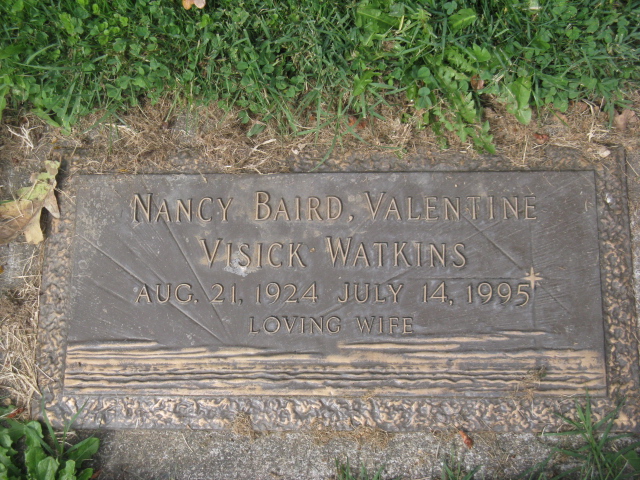 NANCY BAIRD, VALENTINE
VISICK WATKINS
AUG. 21, 1924 JULY 14, 1995
LOVING WIFE